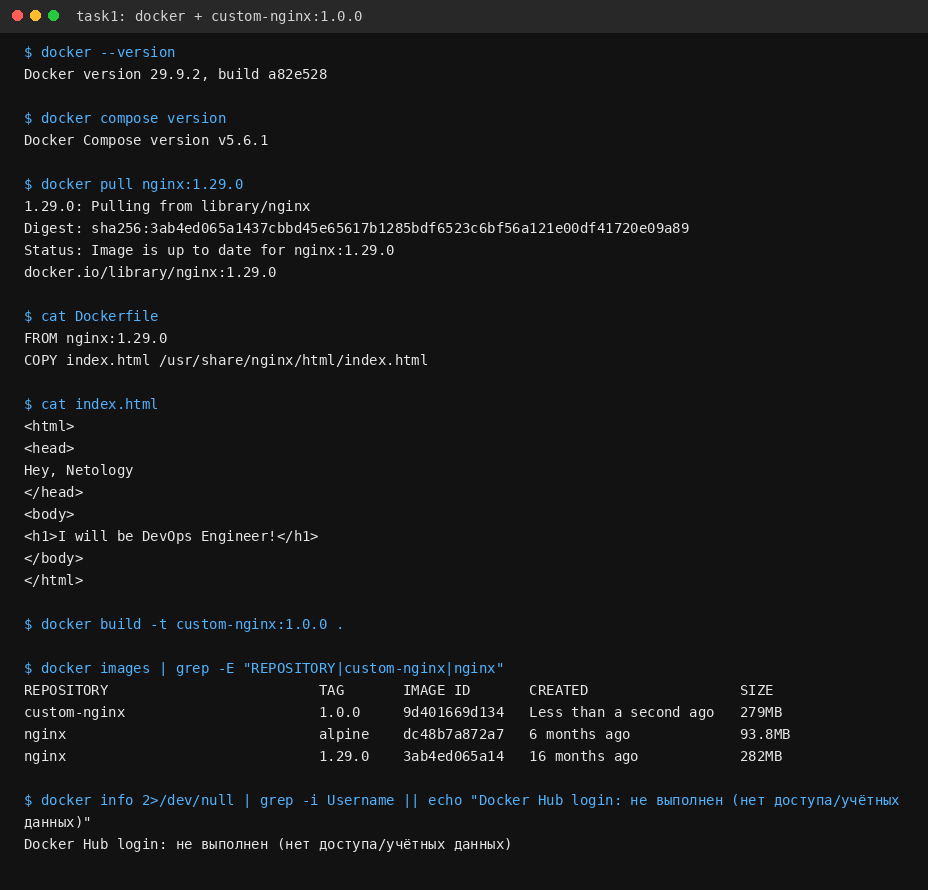 task1: docker + custom-nginx:1.0.0
$ docker --version
Docker version 29.9.2, build a82e528
$ docker compose version
Docker Compose version v5.6.1
$ docker pull nginx:1.29.0
1.29.0: Pulling from library/nginx
Digest: sha256:3ab4ed065a1437cbbd45e65617b1285bdf6523c6bf56a121e00df41720e09a89
Status: Image is up to date for nginx:1.29.0
docker.io/library/nginx:1.29.0
$ cat Dockerfile
FROM nginx:1.29.0
COPY index.html /usr/share/nginx/html/index.html
$ cat index.html
<html>
<head>
Hey, Netology
</head>
<body>
<h1>I will be DevOps Engineer!</h1>
</body>
</html>
$ docker build -t custom-nginx:1.0.0 .
$ docker images | grep -E "REPOSITORY|custom-nginx|nginx"
REPOSITORY TAG IMAGE ID CREATED SIZE
custom-nginx 1.0.0 9d401669d134 Less than a second ago 279MB
nginx alpine dc48b7a872a7 6 months ago 93.8MB
nginx 1.29.0 3ab4ed065a14 16 months ago 282MB
$ docker info 2>/dev/null | grep -i Username || echo "Docker Hub login: не выполнен (нет доступа/учётных
данных)"
Docker Hub login: не выполнен (нет доступа/учётных данных)